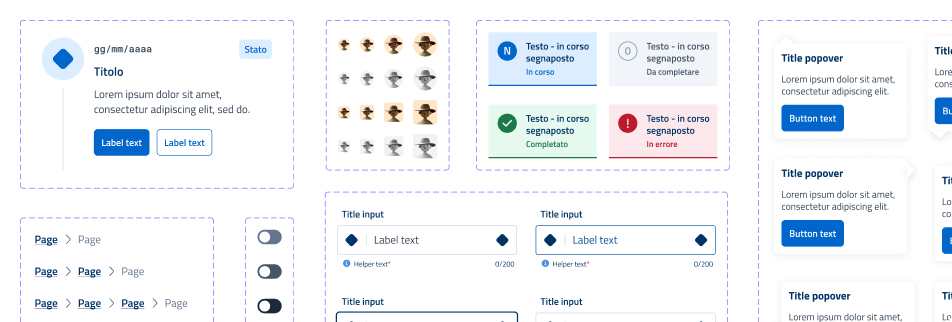 gg/mm/aaaa
Stato
Titolo
Lorem ipsum dolor sit amet,
consectetur adipiscing elit, sed do.
Label text
Label text
N
Testo - in corso
segnaposto
In corso
0
Testo - in corso
segnaposto
Da completare
Testo - in corso
segnaposto
Completato
!
Testo - in corso
segnaposto
In errore
Title popover
Lorem ipsum dolor sit amet,
consectetur adipiscing elit.
Button text
Title popover
Lorem ipsum dolor sit amet,
consectetur adipiscing elit.
Button text
Title popover
Lorem ipsum dolor sit amet,
Page > Page
Page > Page > Page
Page > Page > Page > Page
Title input
Label text
Helper text*
0/200
Title input
Label text
Helper text*
0/200
Title input
Title input